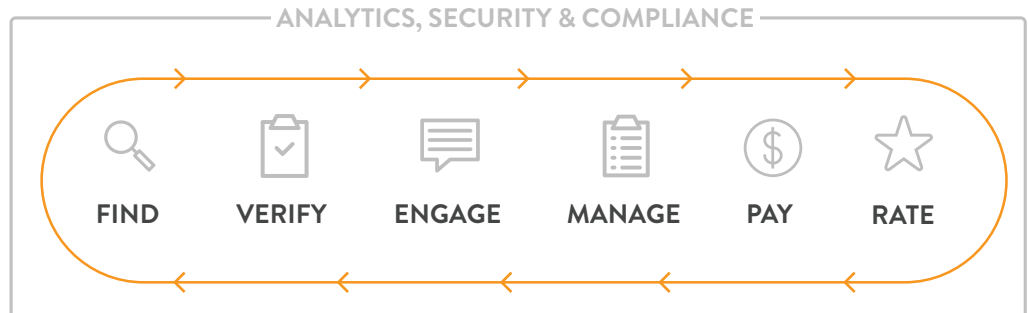 ANALYTICS, SECURITY & COMPLIANCE
FIND VERIFY ENGAGE MANAGE PAY RATE